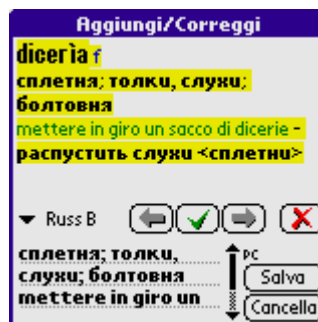 Aggiungi/Correggi
dicerìa f
сплетня; толки, слухи;
болтовня
mettere in giro un sacco di dicerie -
распустить слухи <сплетни>
Russ B
сплетня; толки,
слухи; болтовня
mettere in giro un
PC
Salva
Cancella